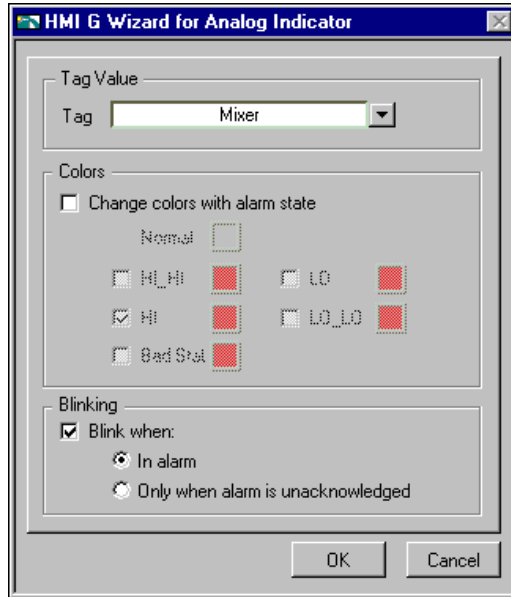 HMI G Wizard for Analog Indicator
Tag Value
Tag Mixer
Colors
Change colors with alarm state
Normal
HI_HI LO
HI LO_LO
Bad Stat
Blinking
Blink when:
In alarm
Only when alarm is unacknowledged
OK Cancel